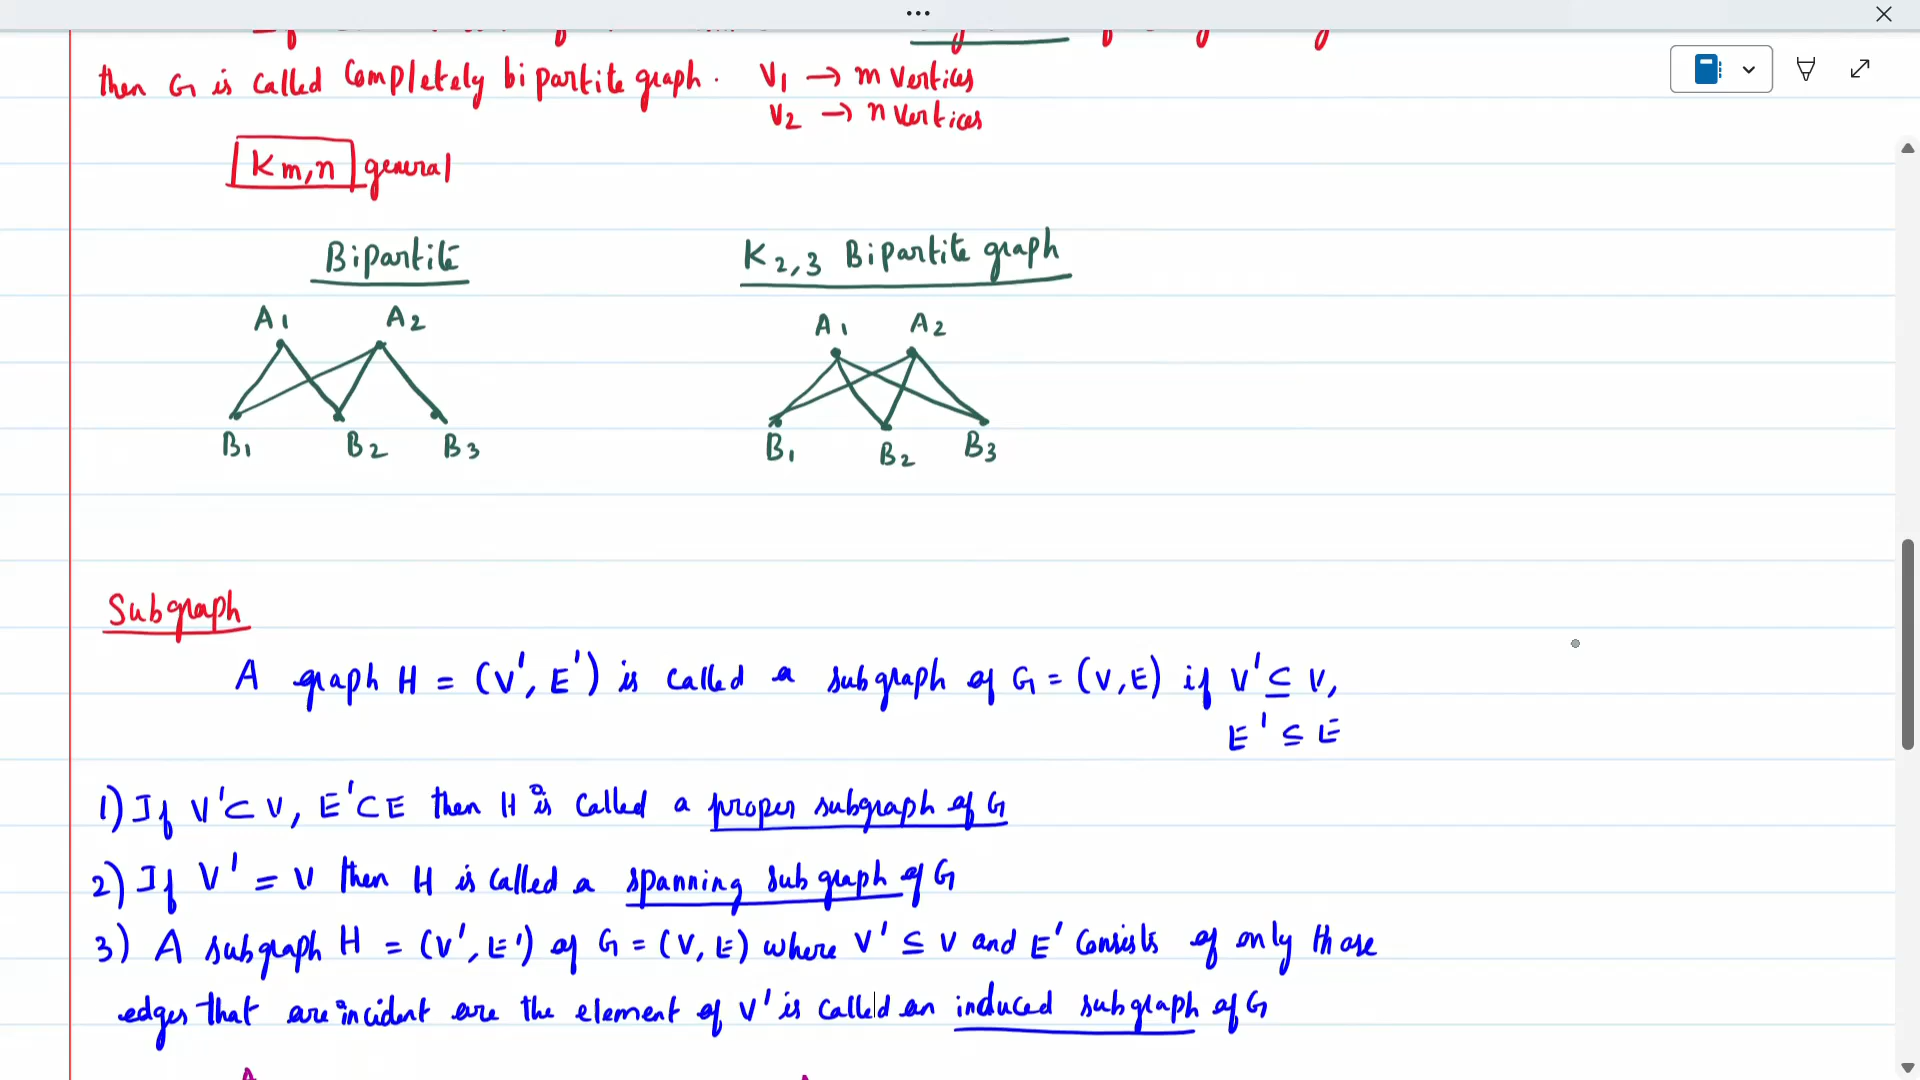 then G is called Completely bipartite graph. V1 → m vertices
V2 → n vertices
Km,n general
Bipartite
K2,3 Bipartite graph
A1 A2
A1 A2
B1 B2 B3
B1 B2 B3
Subgraph
A graph H = (V', E') is called a subgraph of G = (V, E) if V' ⊆ V,
E' ⊆ E
1) If V' ⊂ V, E' ⊂ E then H is called a proper subgraph of G
2) If V' = V then H is called a spanning subgraph of G
3) A subgraph H = (V', E') of G = (V, E) where V' ⊆ V and E' Consists of only those
edges that are incident are the element of V' is called an induced subgraph of G